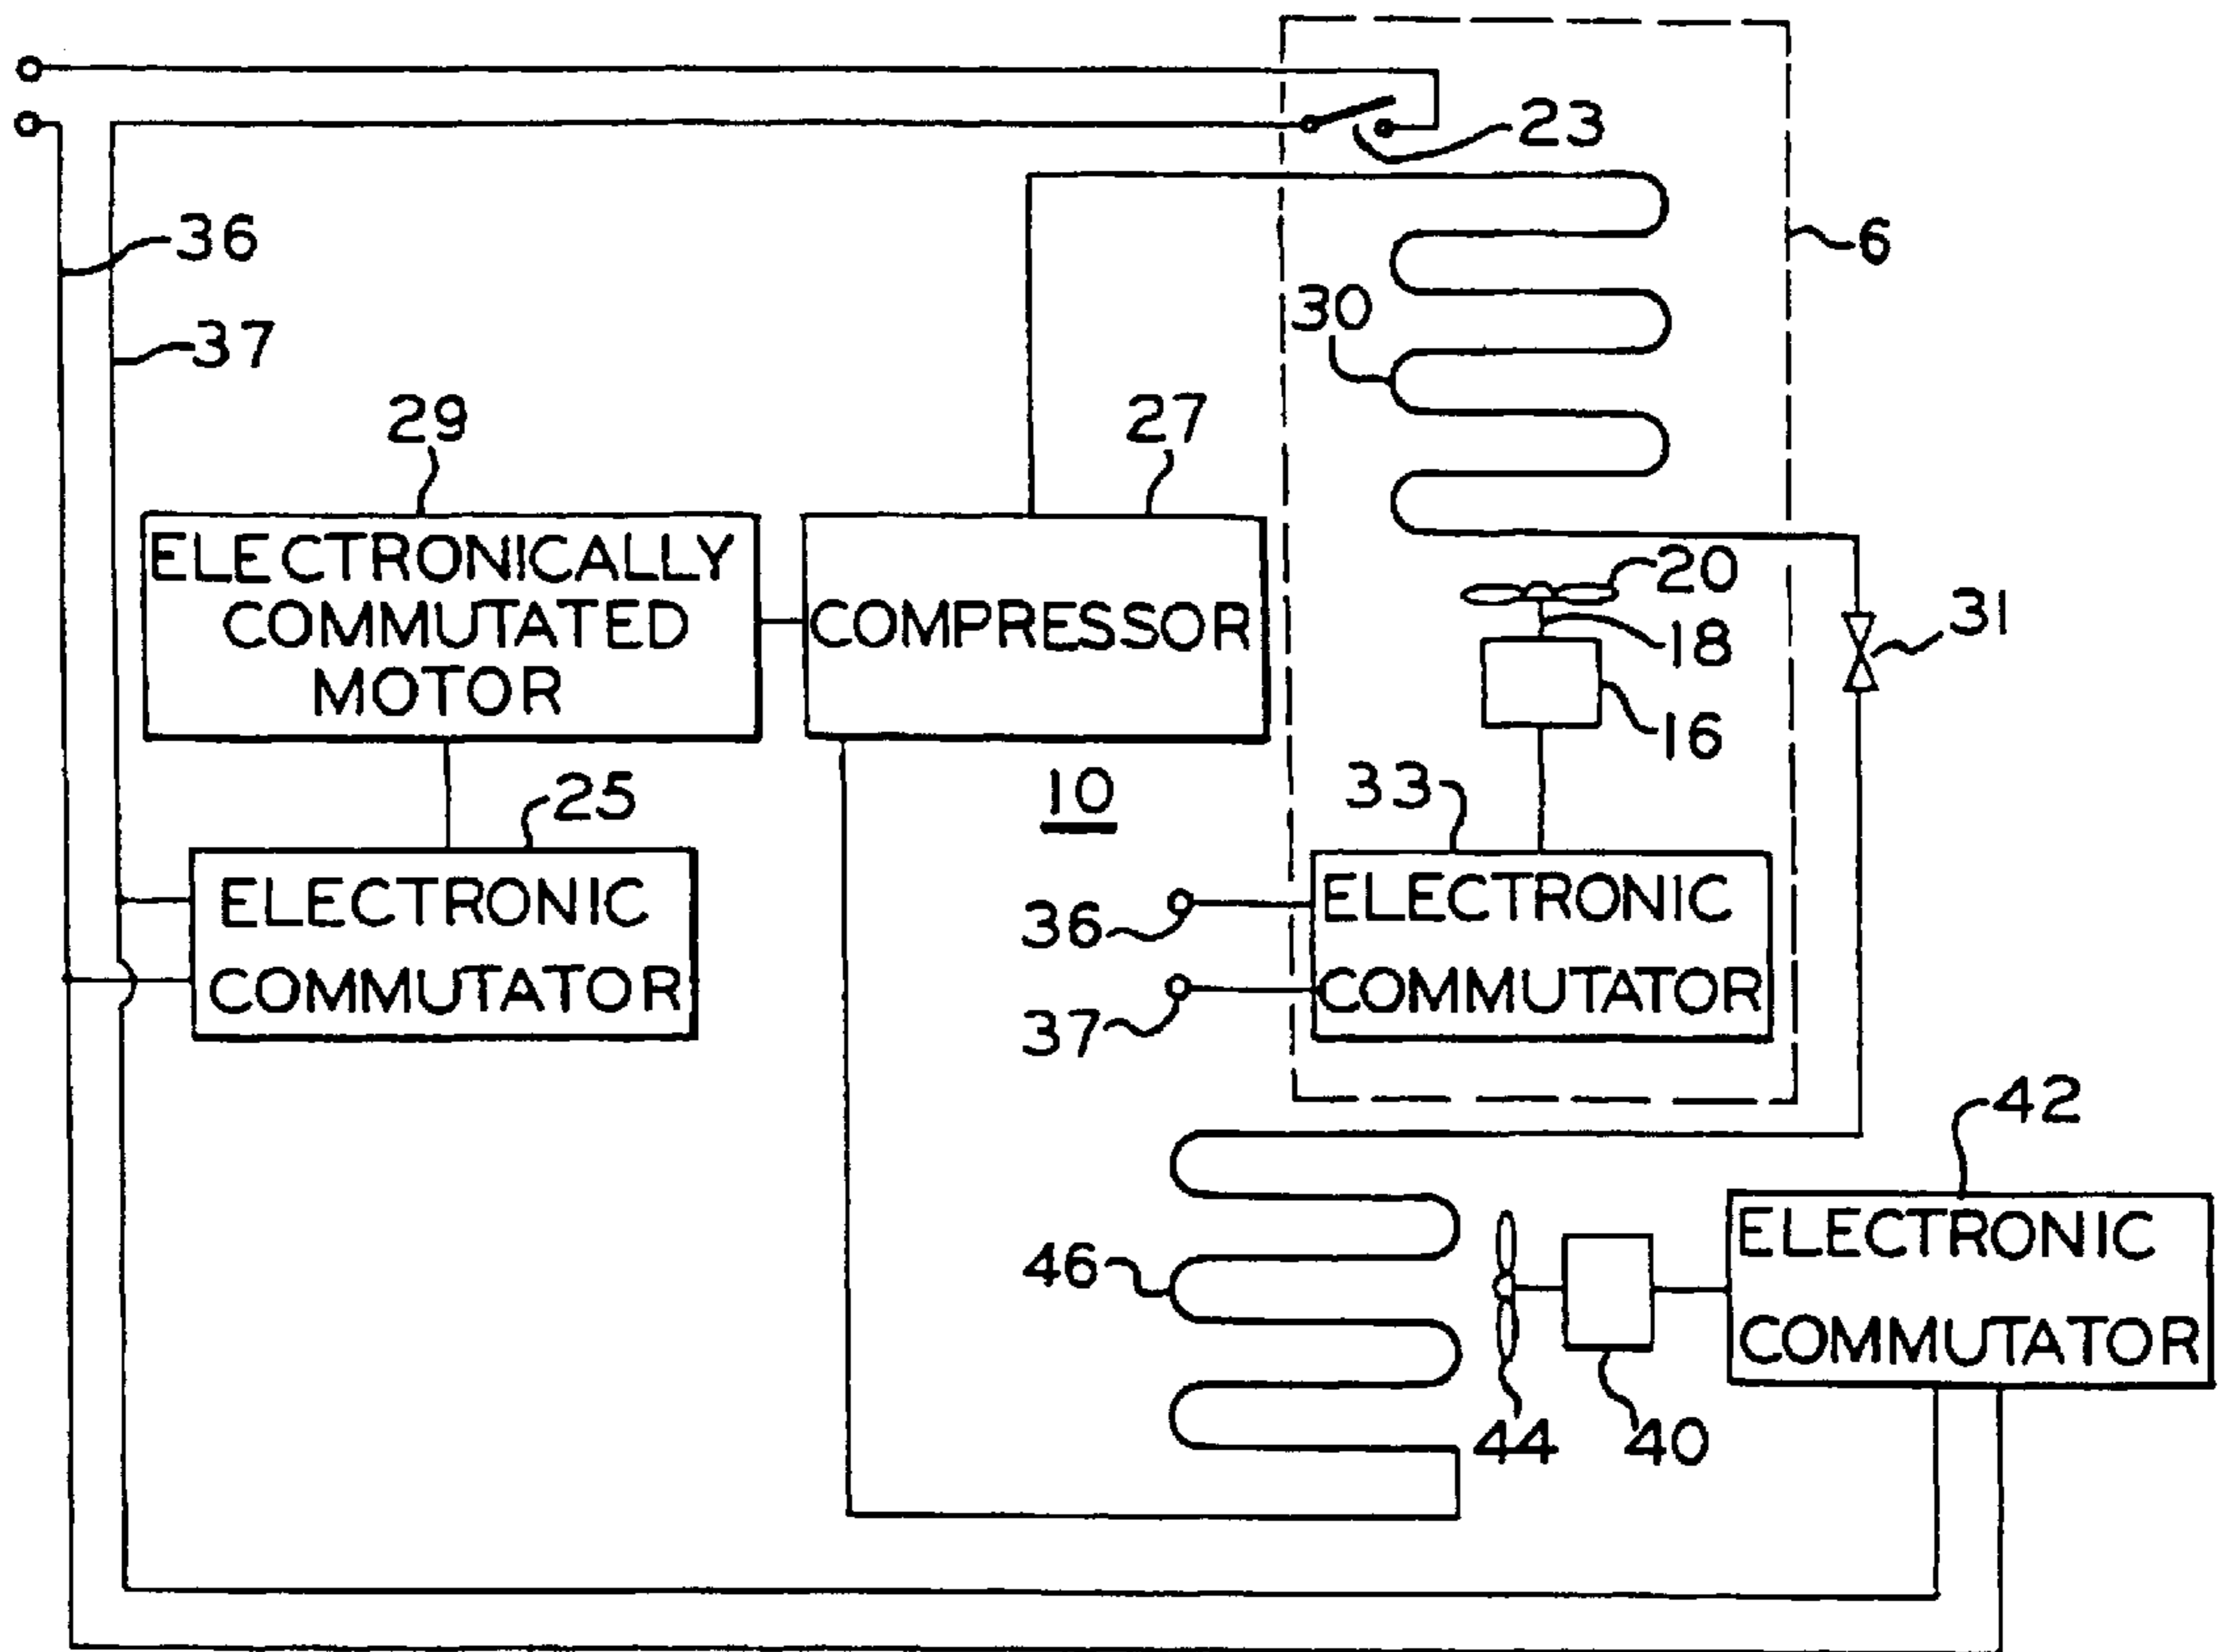 23
36
6
30
37
29
27
ELECTRONICALLY
COMMUTATED
MOTOR
COMPRESSOR
20
18
31
16
10
33
25
ELECTRONIC
COMMUTATOR
36
37
ELECTRONIC
COMMUTATOR
42
ELECTRONIC
COMMUTATOR
46
44
40